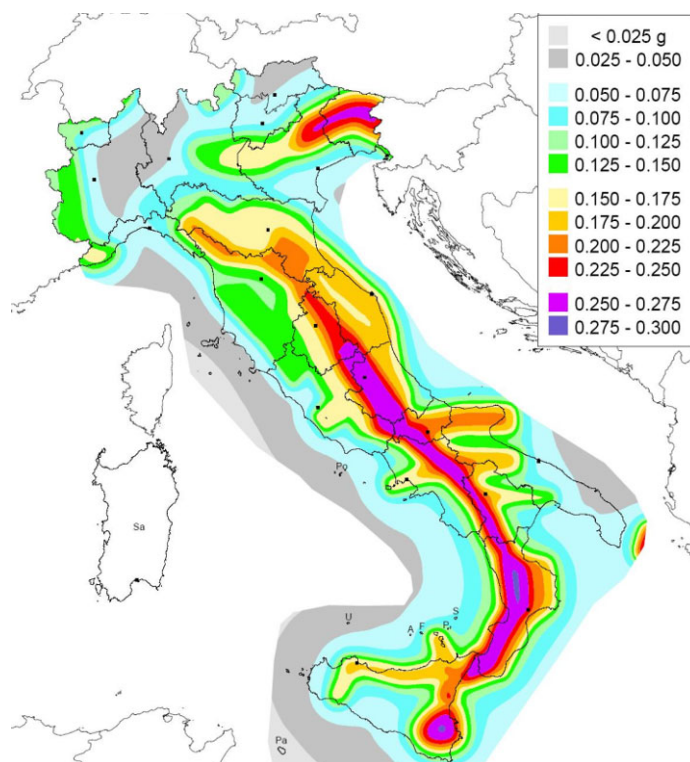 < 0.025 g
0.025 - 0.050
0.050 - 0.075
0.075 - 0.100
0.100 - 0.125
0.125 - 0.150
0.150 - 0.175
0.175 - 0.200
0.200 - 0.225
0.225 - 0.250
0.250 - 0.275
0.275 - 0.300
Po
Sa
U
A
F
P
S
Pa